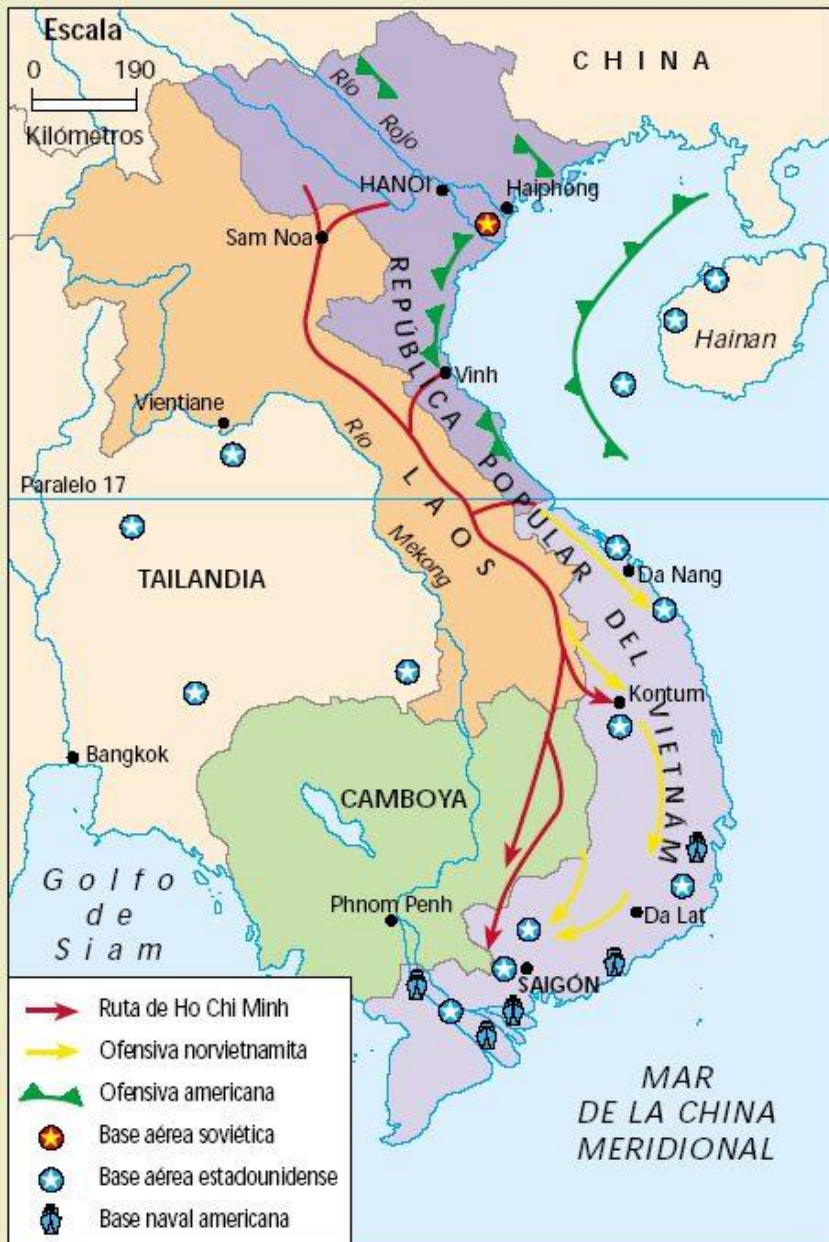 Escala
0 190
Kilómetros
CHINA
Río
Rojo
HANOI
Haiphong
Sam Noa
REPÚBLICA POPULAR DEL VIETNAM
Hainan
Vinh
Vientiane
Río
Mekong
LAOS
Paralelo 17
TAILANDIA
Da Nang
Kontum
Bangkok
CAMBOYA
Golfo
de
Siam
Phnom Penh
Da Lat
SAIGÓN
MAR
DE LA CHINA
MERIDIONAL
Ruta de Ho Chi Minh
Ofensiva norvietnamita
Ofensiva americana
Base aérea soviética
Base aérea estadounidense
Base naval americana